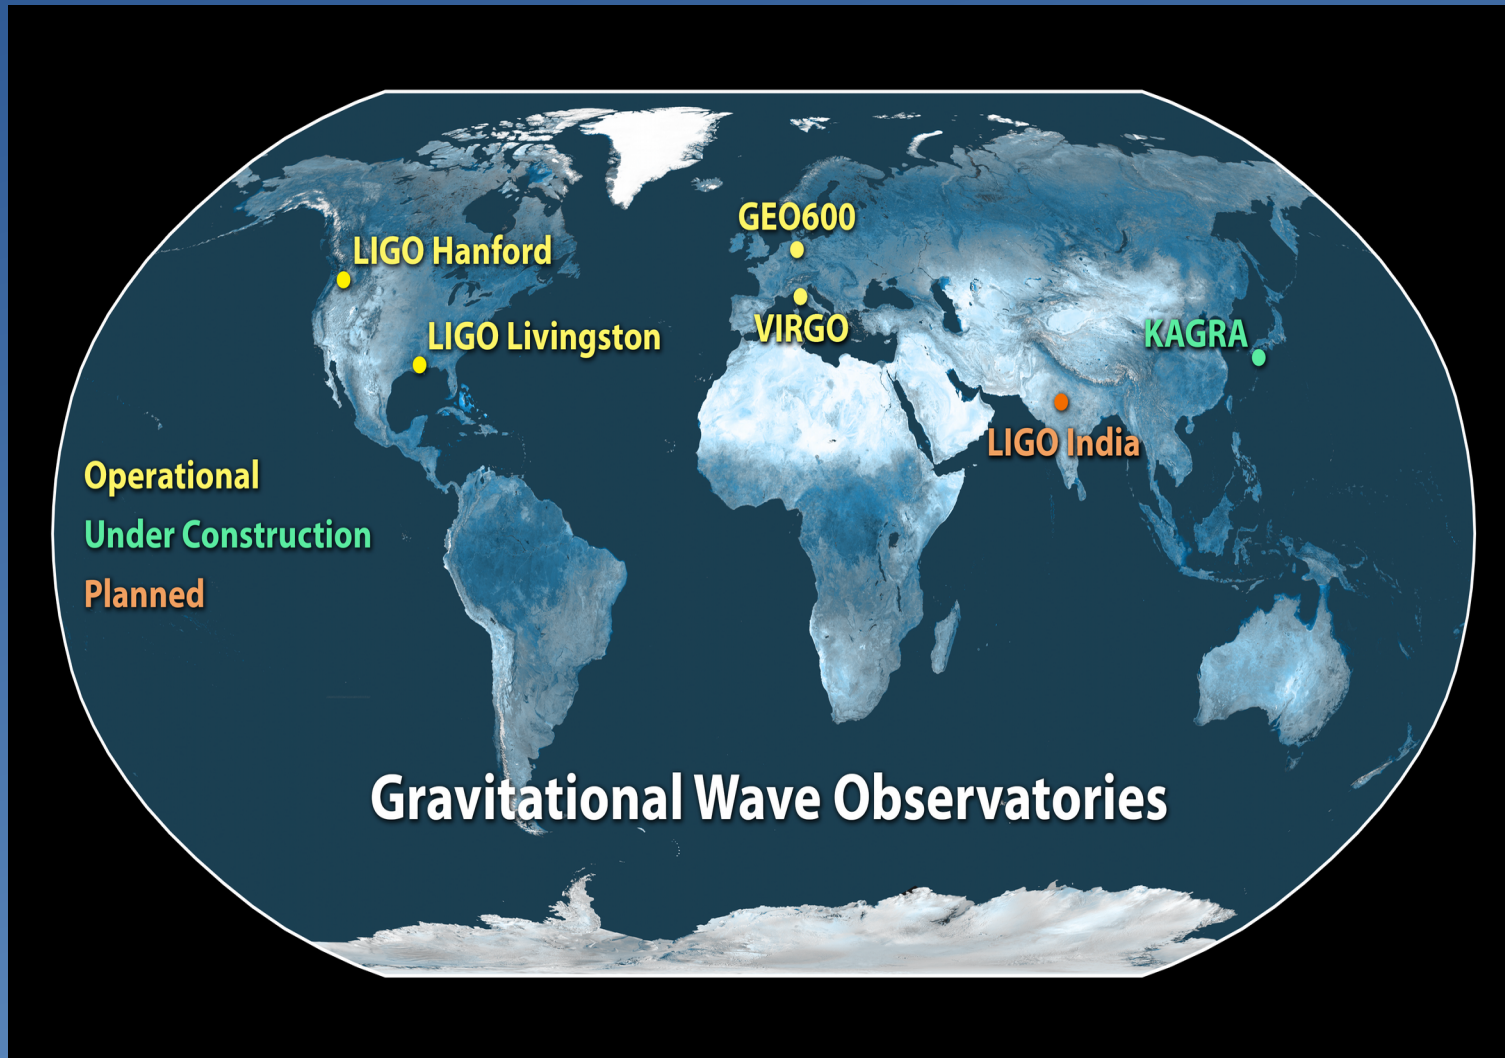 GEO600
LIGO Hanford
VIRGO
LIGO Livingston
KAGRA
LIGO India
Operational
Under Construction
Planned
Gravitational Wave Observatories